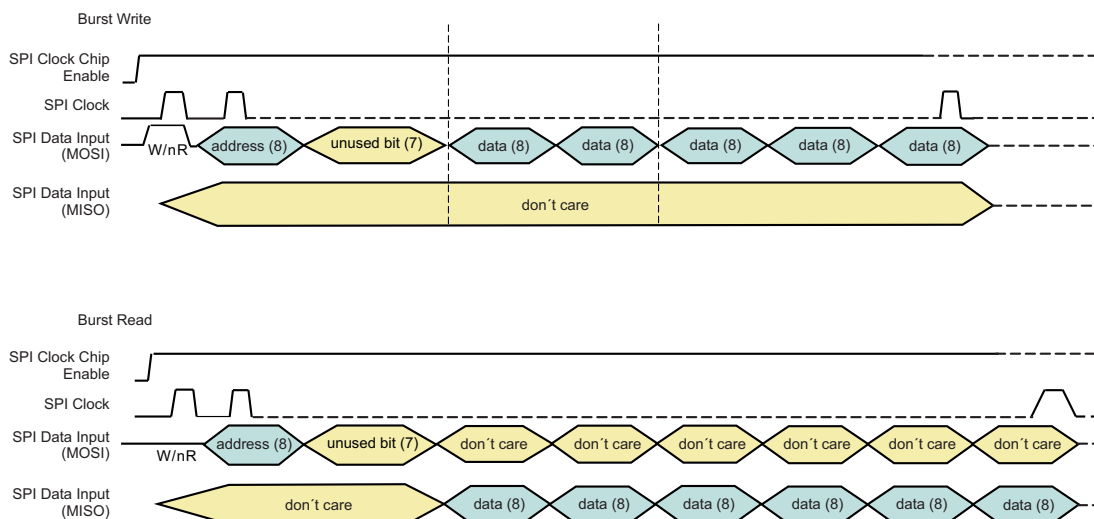 Burst Write
SPI Clock Chip
Enable
SPI Clock
SPI Data Input
(MOSI)
W/nR address (8) unused bit (7) data (8) data (8) data (8) data (8) data (8)
SPI Data Input
(MISO)
don´t care
Burst Read
SPI Clock Chip
Enable
SPI Clock
SPI Data Input
(MOSI)
W/nR address (8) unused bit (7) don´t care don´t care don´t care don´t care don´t care don´t care
SPI Data Input
(MISO)
don´t care data (8) data (8) data (8) data (8) data (8) data (8)